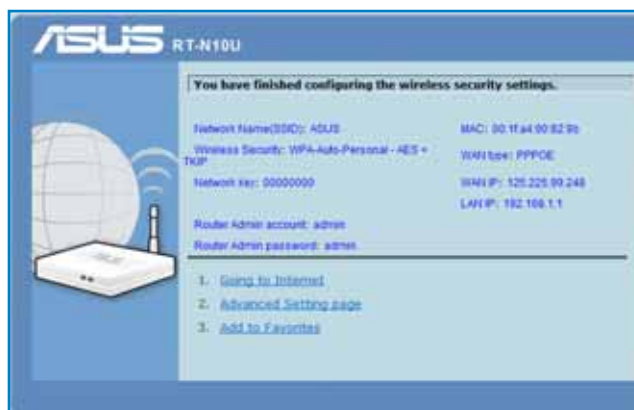 ASUS RT-N10U
You have finished configuring the wireless security settings.
Network Name(SSID): ASUS
Wireless Security: WPA-Auto-Personal - AES +
TKIP
Network key: 00000000
Router Admin account: admin
Router Admin password: admin
MAC: 00:1f:a4:90:82:9b
WAN type: PPPOE
WAN IP: 125.225.99.248
LAN IP: 192.168.1.1
1. Going to Internet
2. Advanced Setting page
3. Add to Favorites